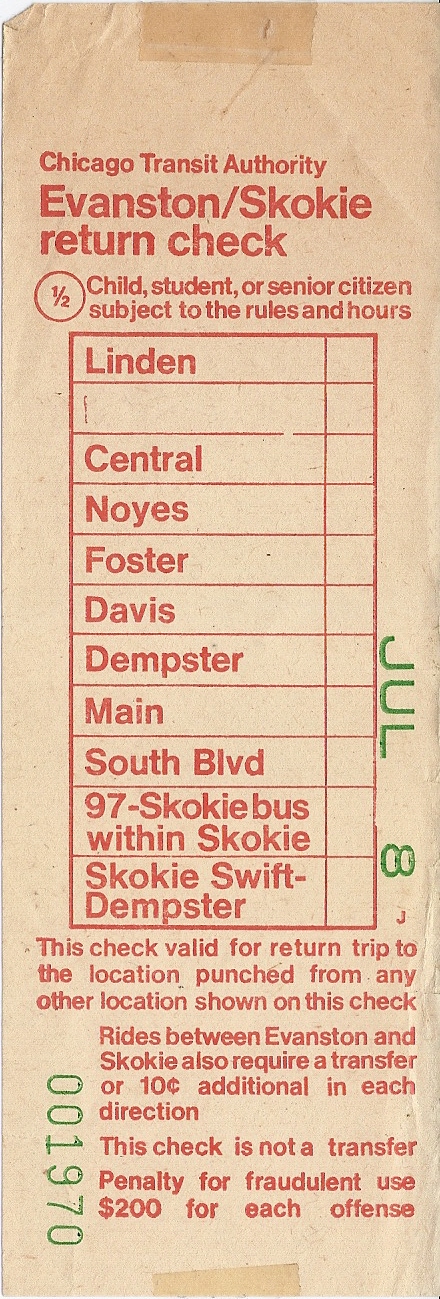 Chicago Transit Authority
Evanston/Skokie
return check
½ Child, student, or senior citizen
subject to the rules and hours
Linden
Central
Noyes
Foster
Davis
Dempster
Main
South Blvd
97-Skokie bus
within Skokie
Skokie Swift-
Dempster
JUL 8
J
This check valid for return trip to
the location punched from any
other location shown on this check
Rides between Evanston and
Skokie also require a transfer
or 10¢ additional in each
direction
This check is not a transfer
Penalty for fraudulent use
$200 for each offense
001970